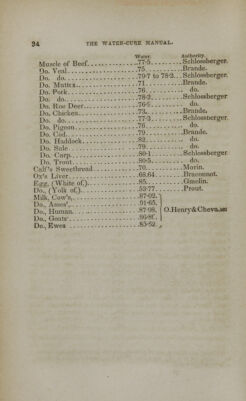 24 THE WATER-CURE MANUAL.
Water. Authority.
Muscle of Beef..................77·5........Schlossberger.
Do. Veal.......................75..........Brande.
Do. do.......................79·7 to 78·2...Schlossberger.
Do. Mutton....................71..........Brande.
Do. Pork.......................76.......... do.
Do. do.......................78·2........Schlossberger
Do. Roe Deer..................76·6........ do.
Do. Chicken....................73..........Brande.
Do. do.......................77·3........Schlossberger.
Do. Pigeon.....................76.......... do.
Do. Cod.......................79..........Brande.
Do. Haddock...................82.......... do.
Do. Sole.......................79.......... do.
Do. Carp.......................80·1........Schlossberger
Do. Trout......................80·5........ do.
Calf's Sweetbread................70..........Morin.
Ox's Liver......................68.64.......Braconnot.
Egg, (White of,)..................85..........Gmelin.
Do., (Yolk of,)....................53·77.......Prout.
Milk, Cow's,.....................87·02.
Do., Asses',......................91·65.
Do., Human.....................87·98. O.Henry&Cheva.
Do., Goats'......................86·8
Do., Ewes ......................85·62.